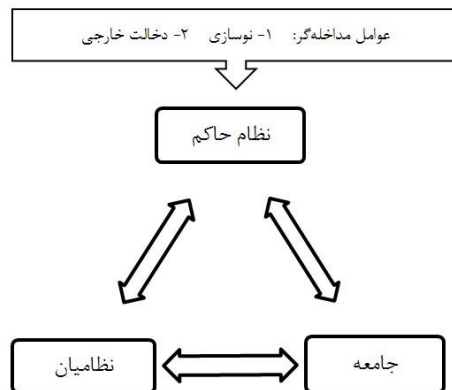 عوامل مداخله‌گر: ۱- نوسازی ۲- دخالت خارجی
نظام حاکم
جامعه
نظامیان